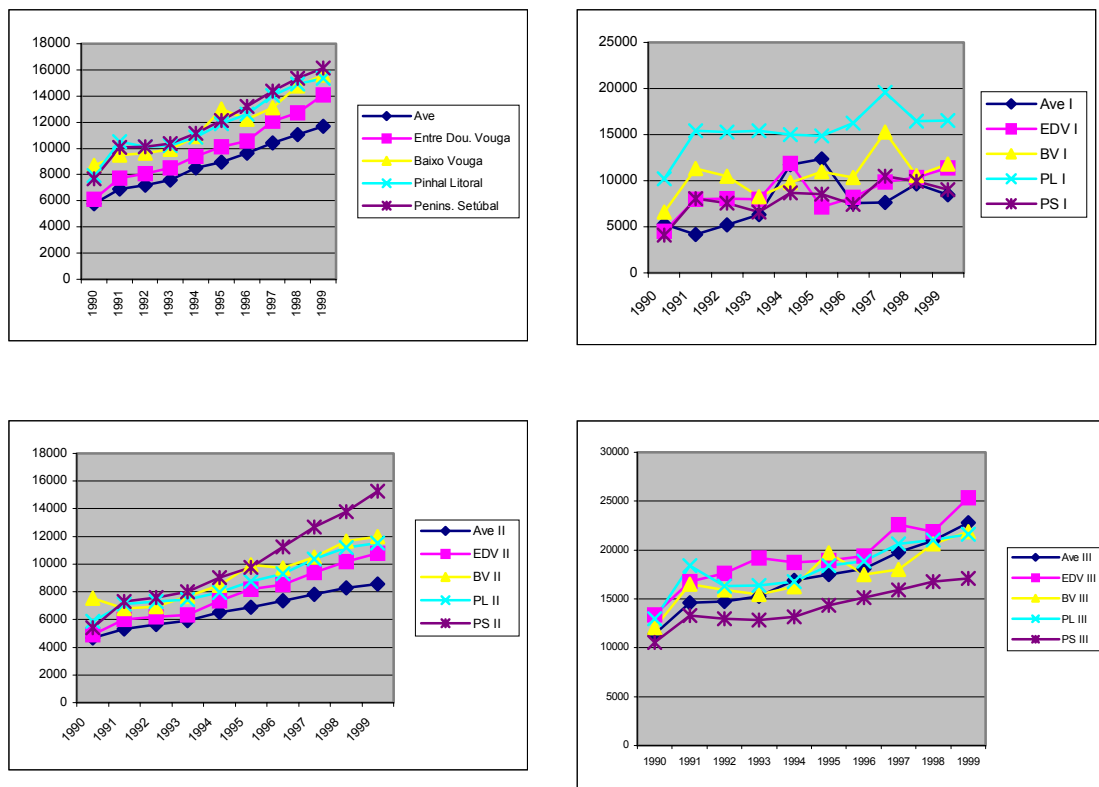 18000
16000
14000
12000
10000
8000
6000
4000
2000
0
1990 1991 1992 1993 1994 1995 1996 1997 1998 1999
Ave
Entre Dou. Vouga
Baixo Vouga
Pinhal Litoral
Penins. Setúbal
25000
20000
15000
10000
5000
0
1990 1991 1992 1993 1994 1995 1996 1997 1998 1999
Ave I
EDV I
BV I
PL I
PS I
18000
16000
14000
12000
10000
8000
6000
4000
2000
0
1990 1991 1992 1993 1994 1995 1996 1997 1998 1999
Ave II
EDV II
BV II
PL II
PS II
30000
25000
20000
15000
10000
5000
0
1990 1991 1992 1993 1994 1995 1996 1997 1998 1999
Ave III
EDV III
BV III
PL III
PS III